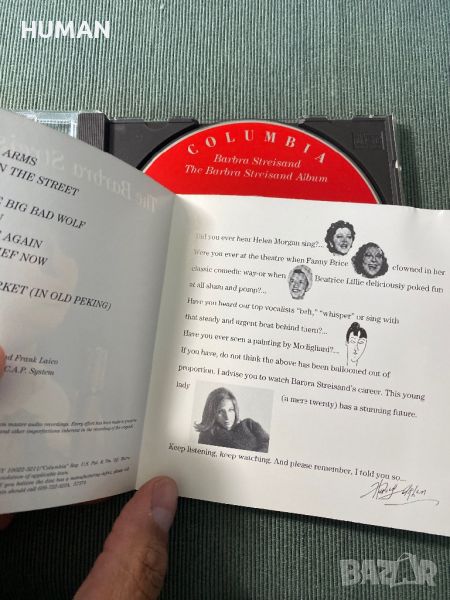 HUMAN
COLUMBIA
Barbra Streisand
The Barbra Streisand Album
ARMS
N THE STREET
BIG BAD WOLF
AGAIN
EF NOW
RKET (IN OLD PEKING)
nd Frank Laico
C.A.P. System
Did you ever hear Helen Morgan sing?...
Were you ever at the theatre when Fanny Brice clowned in her
classic comedic way-or when Beatrice Lillie deliciously poked fun
at all sham and pomp?...
Have you heard our top vocalists "belt," "whisper" or sing with
that steady and urgent beat behind them?...
Have you ever seen a painting by Modigliani?...
If you have, do not think the above has been ballooned out of
proportion. I advise you to watch Barbra Streisand's career. This young
lady (a mere twenty) has a stunning future.
Keep listening, keep watching. And please remember, I told you so...
BAZAR
bg